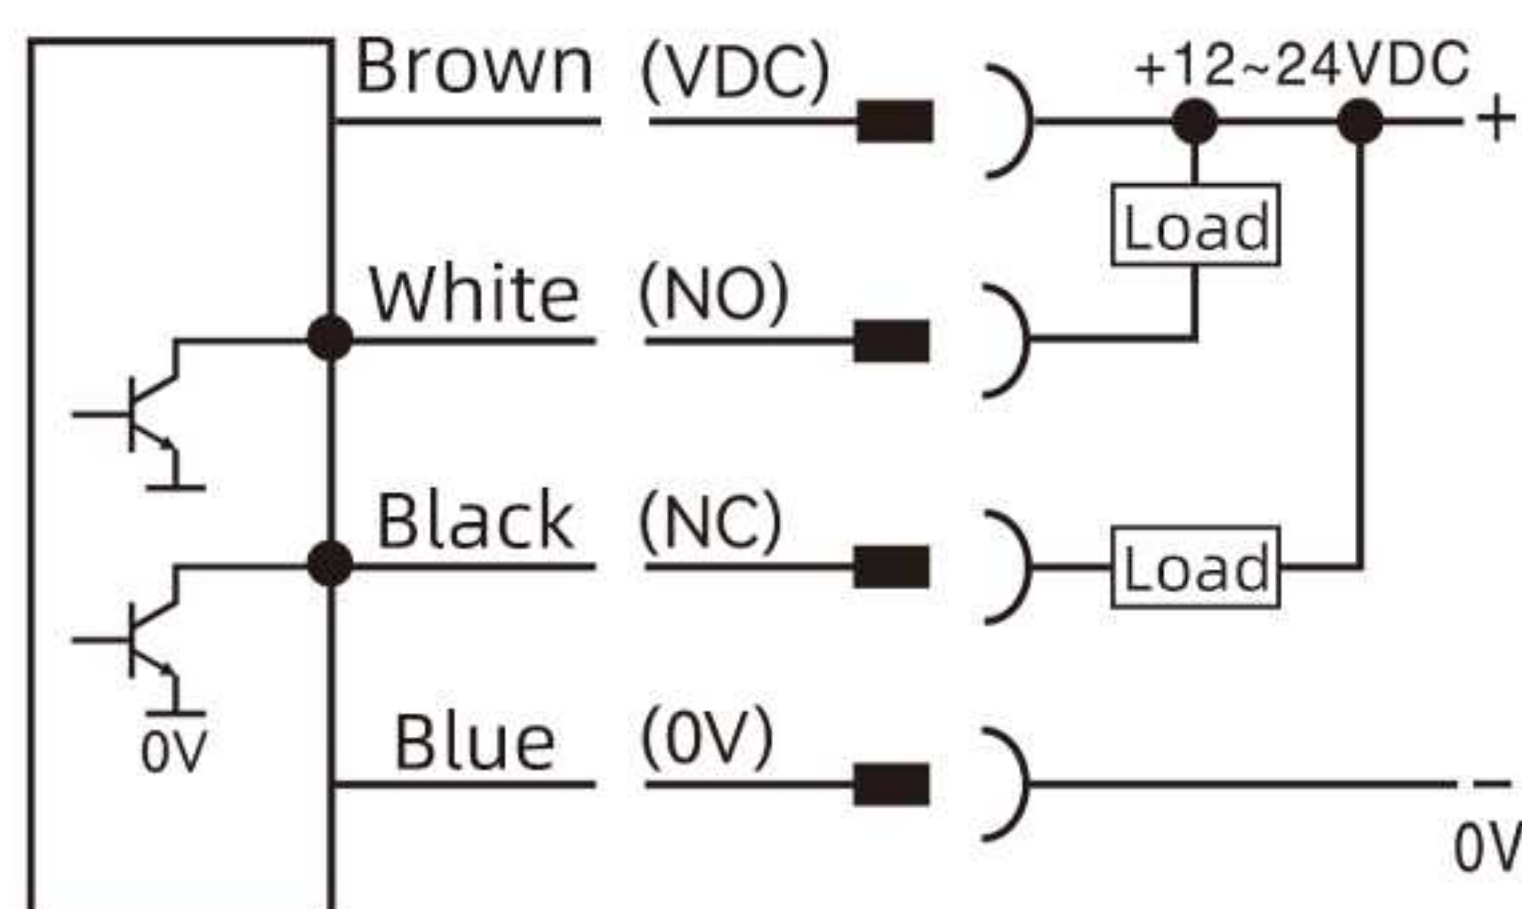 Brown (VDC) +12~24VDC
+
Load
White (NO)
Black (NC)
Load
0V
Blue (0V)
−
0V